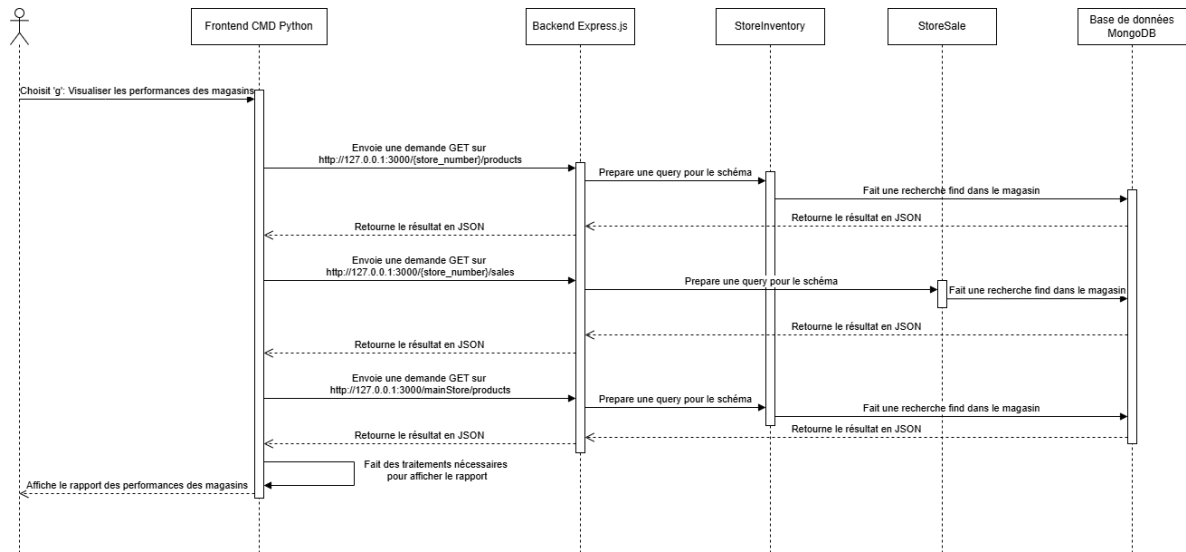 Frontend CMD Python
Backend Express.js
StoreInventory
StoreSale
Base de données
MongoDB
Choisit 'g': Visualiser les performances des magasins
Envoie une demande GET sur
http://127.0.0.1:3000/{store_number}/products
Prepare une query pour le schéma
Fait une recherche find dans le magasin
Retourne le résultat en JSON
Retourne le résultat en JSON
Envoie une demande GET sur
http://127.0.0.1:3000/{store_number}/sales
Prepare une query pour le schéma
Fait une recherche find dans le magasin
Retourne le résultat en JSON
Retourne le résultat en JSON
Envoie une demande GET sur
http://127.0.0.1:3000/mainStore/products
Prepare une query pour le schéma
Fait une recherche find dans le magasin
Retourne le résultat en JSON
Retourne le résultat en JSON
Fait des traitements nécessaires
pour afficher le rapport
Affiche le rapport des performances des magasins